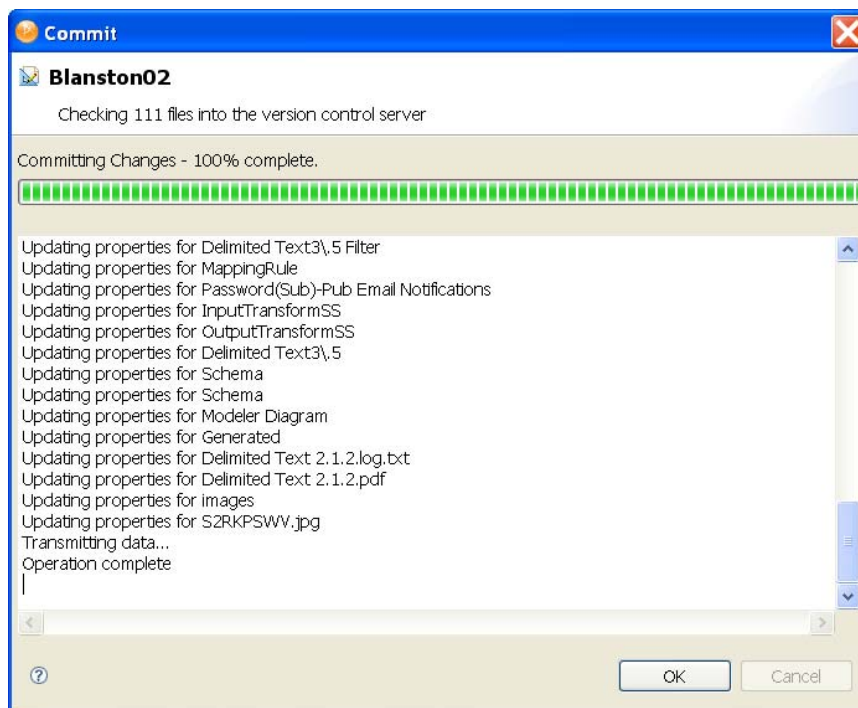 Commit
Blanston02
Checking 111 files into the version control server
Committing Changes - 100% complete.
Updating properties for Delimited Text3\.5 Filter
Updating properties for MappingRule
Updating properties for Password(Sub)-Pub Email Notifications
Updating properties for InputTransformSS
Updating properties for OutputTransformSS
Updating properties for Delimited Text3\.5
Updating properties for Schema
Updating properties for Schema
Updating properties for Modeler Diagram
Updating properties for Generated
Updating properties for Delimited Text 2.1.2.log.txt
Updating properties for Delimited Text 2.1.2.pdf
Updating properties for images
Updating properties for S2RKPSWV.jpg
Transmitting data...
Operation complete
OK
Cancel